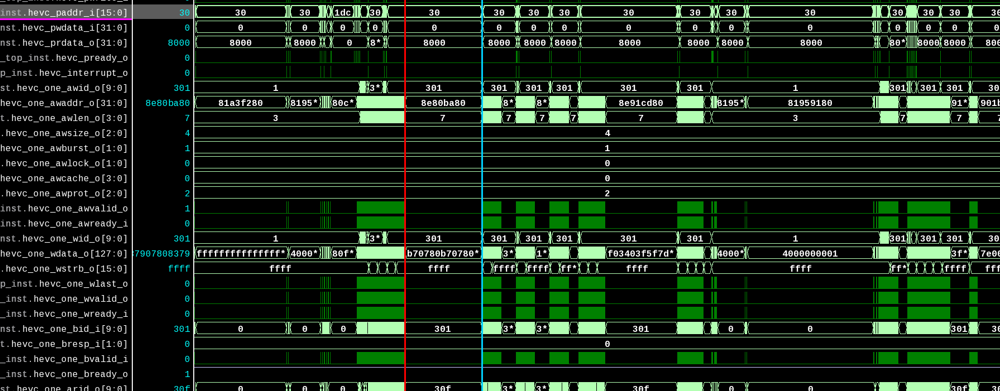 inst.hevc_paddr_i[15:0] 30 30 30 1dc 30 30 30 30 30 30 30 30 30 30 30 30 30
nst.hevc_pwdata_i[31:0] 0 0 0 0 0 0 0 0 0 0 0 0 0 0 0 0 0
nst.hevc_prdata_o[31:0] 8000 8000 8000 0 8* 8000 8000 8000 8000 8000 8000 8000 8000 80* 8000 8000 800
_top_inst.hevc_pready_o 0
p_inst.hevc_interrupt_o 0
st.hevc_one_awid_o[9:0] 301 1 3* 301 301 301 301 301 301 1 301 301 301 30
hevc_one_awaddr_o[31:0] 8e80ba80 81a3f280 8195* 80c* 8e80ba80 8* 8* 8e91cd80 8195* 81959180 91* 901b
t.hevc_one_awlen_o[3:0] 7 3 7 7 7 7 7 3 7 7 7
.hevc_one_awsize_o[2:0] 4 4
hevc_one_awburst_o[1:0] 1 1
.hevc_one_awlock_o[1:0] 0 0
hevc_one_awcache_o[3:0] 0 0
.hevc_one_awprot_o[2:0] 2 2
inst.hevc_one_awvalid_o 1
inst.hevc_one_awready_i 0
nst.hevc_one_wid_o[9:0] 301 1 3* 301 301 301 301 301 301 1 301 301 301 30
hevc_one_wdata_o[127:0] 37907808379 fffffffffffffff* 4000* 80f* b70780b70780* 3* 1* f03403f5f7d* 4000* 4000000001 3f* 7e00
.hevc_one_wstrb_o[15:0] ffff ffff ffff ffff ffff ff* ffff ffff ff* ffff fff
p_inst.hevc_one_wlast_o 0
_inst.hevc_one_wvalid_o 0
_inst.hevc_one_wready_i 0
nst.hevc_one_bid_i[9:0] 301 0 0 0 301 3* 3* 301 0 0 301 30
t.hevc_one_bresp_i[1:0] 0 0
_inst.hevc_one_bvalid_i 0
_inst.hevc_one_bready_o 1
st.hevc_one_arid_o[9:0] 30f 0 0 0 30f 3* 3* 30f 0 0 30f 30